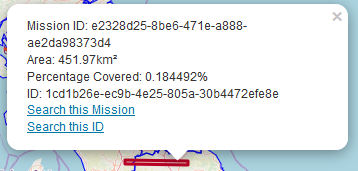 Mission ID: e2328d25-8be6-471e-a888-
ae2da98373d4
Area: 451.97km²
Percentage Covered: 0.184492%
ID: 1cd1b26e-ec9b-4e25-805a-30b4472efe8e
Search this Mission
Search this ID